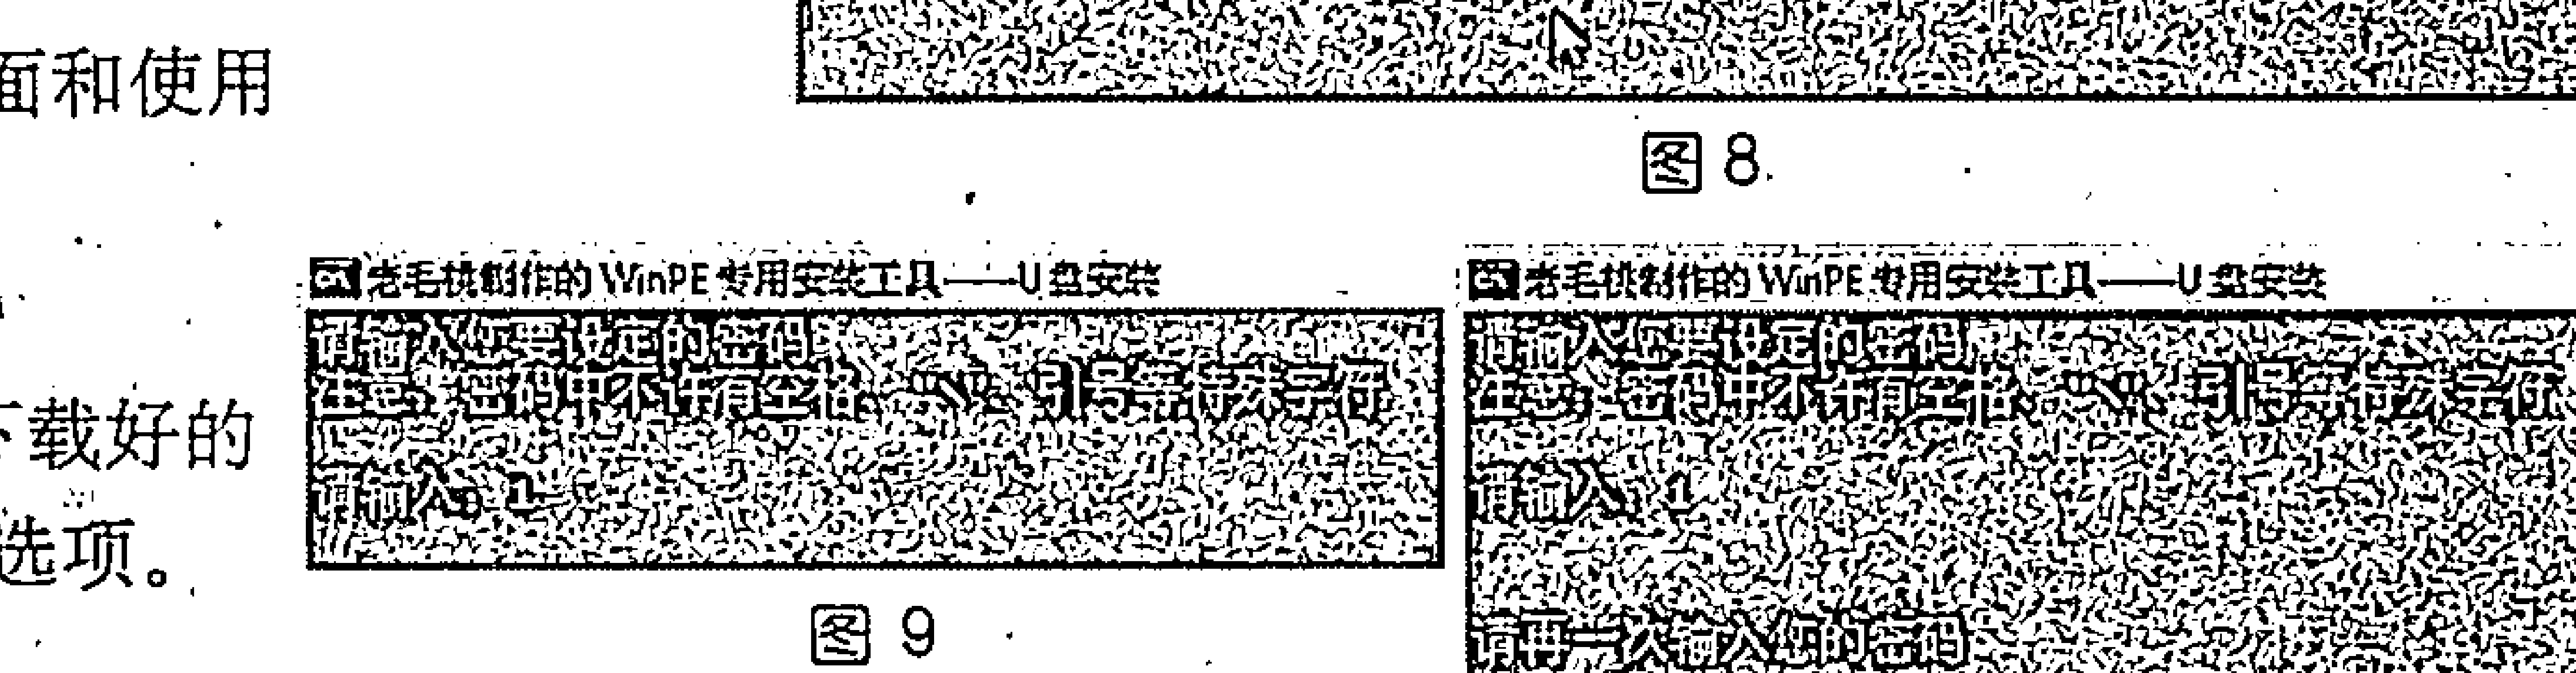 面和使用
图 8
下载好的
选项。
老毛桃制作的 WinPE 专用安装工具——U 盘安装
请输入您要设定的密码
注意：密码中不许有空格、“\”、引号等特殊字符
请输入：1
图 9
老毛桃制作的 WinPE 专用安装工具——U 盘安装
请输入您要设定的密码
注意：密码中不许有空格、“\”、引号等特殊字符
请输入：1
请再一次输入您的密码